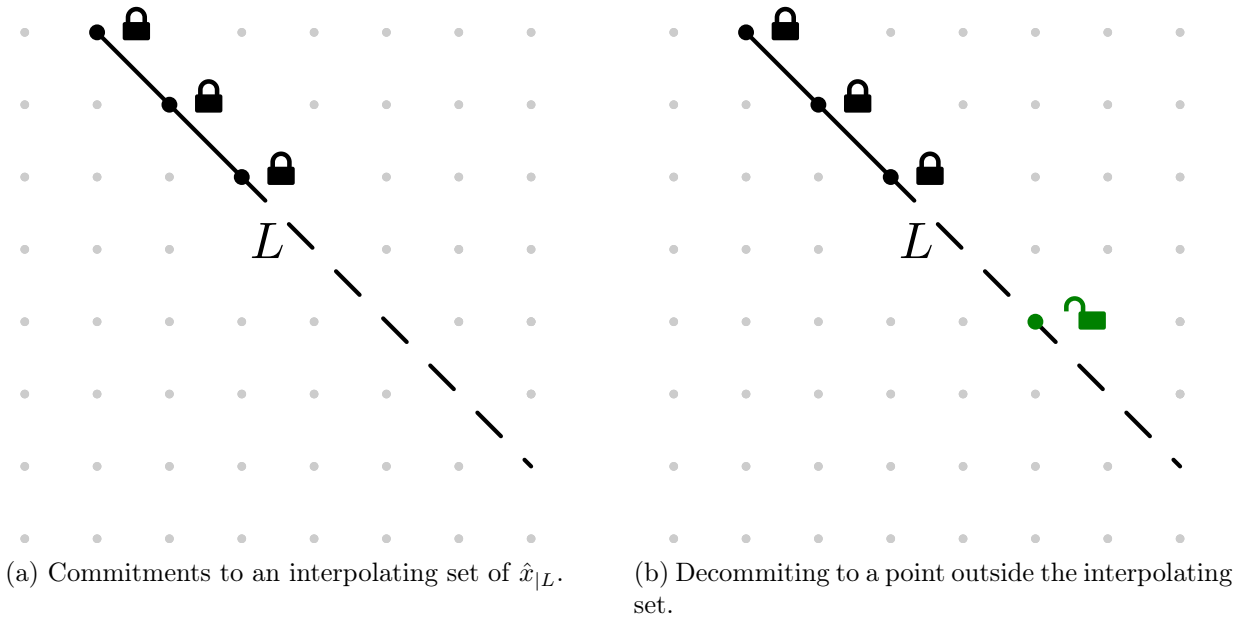 L
L
(a) Commitments to an interpolating set of x̂|L.
(b) Decommiting to a point outside the interpolating
set.